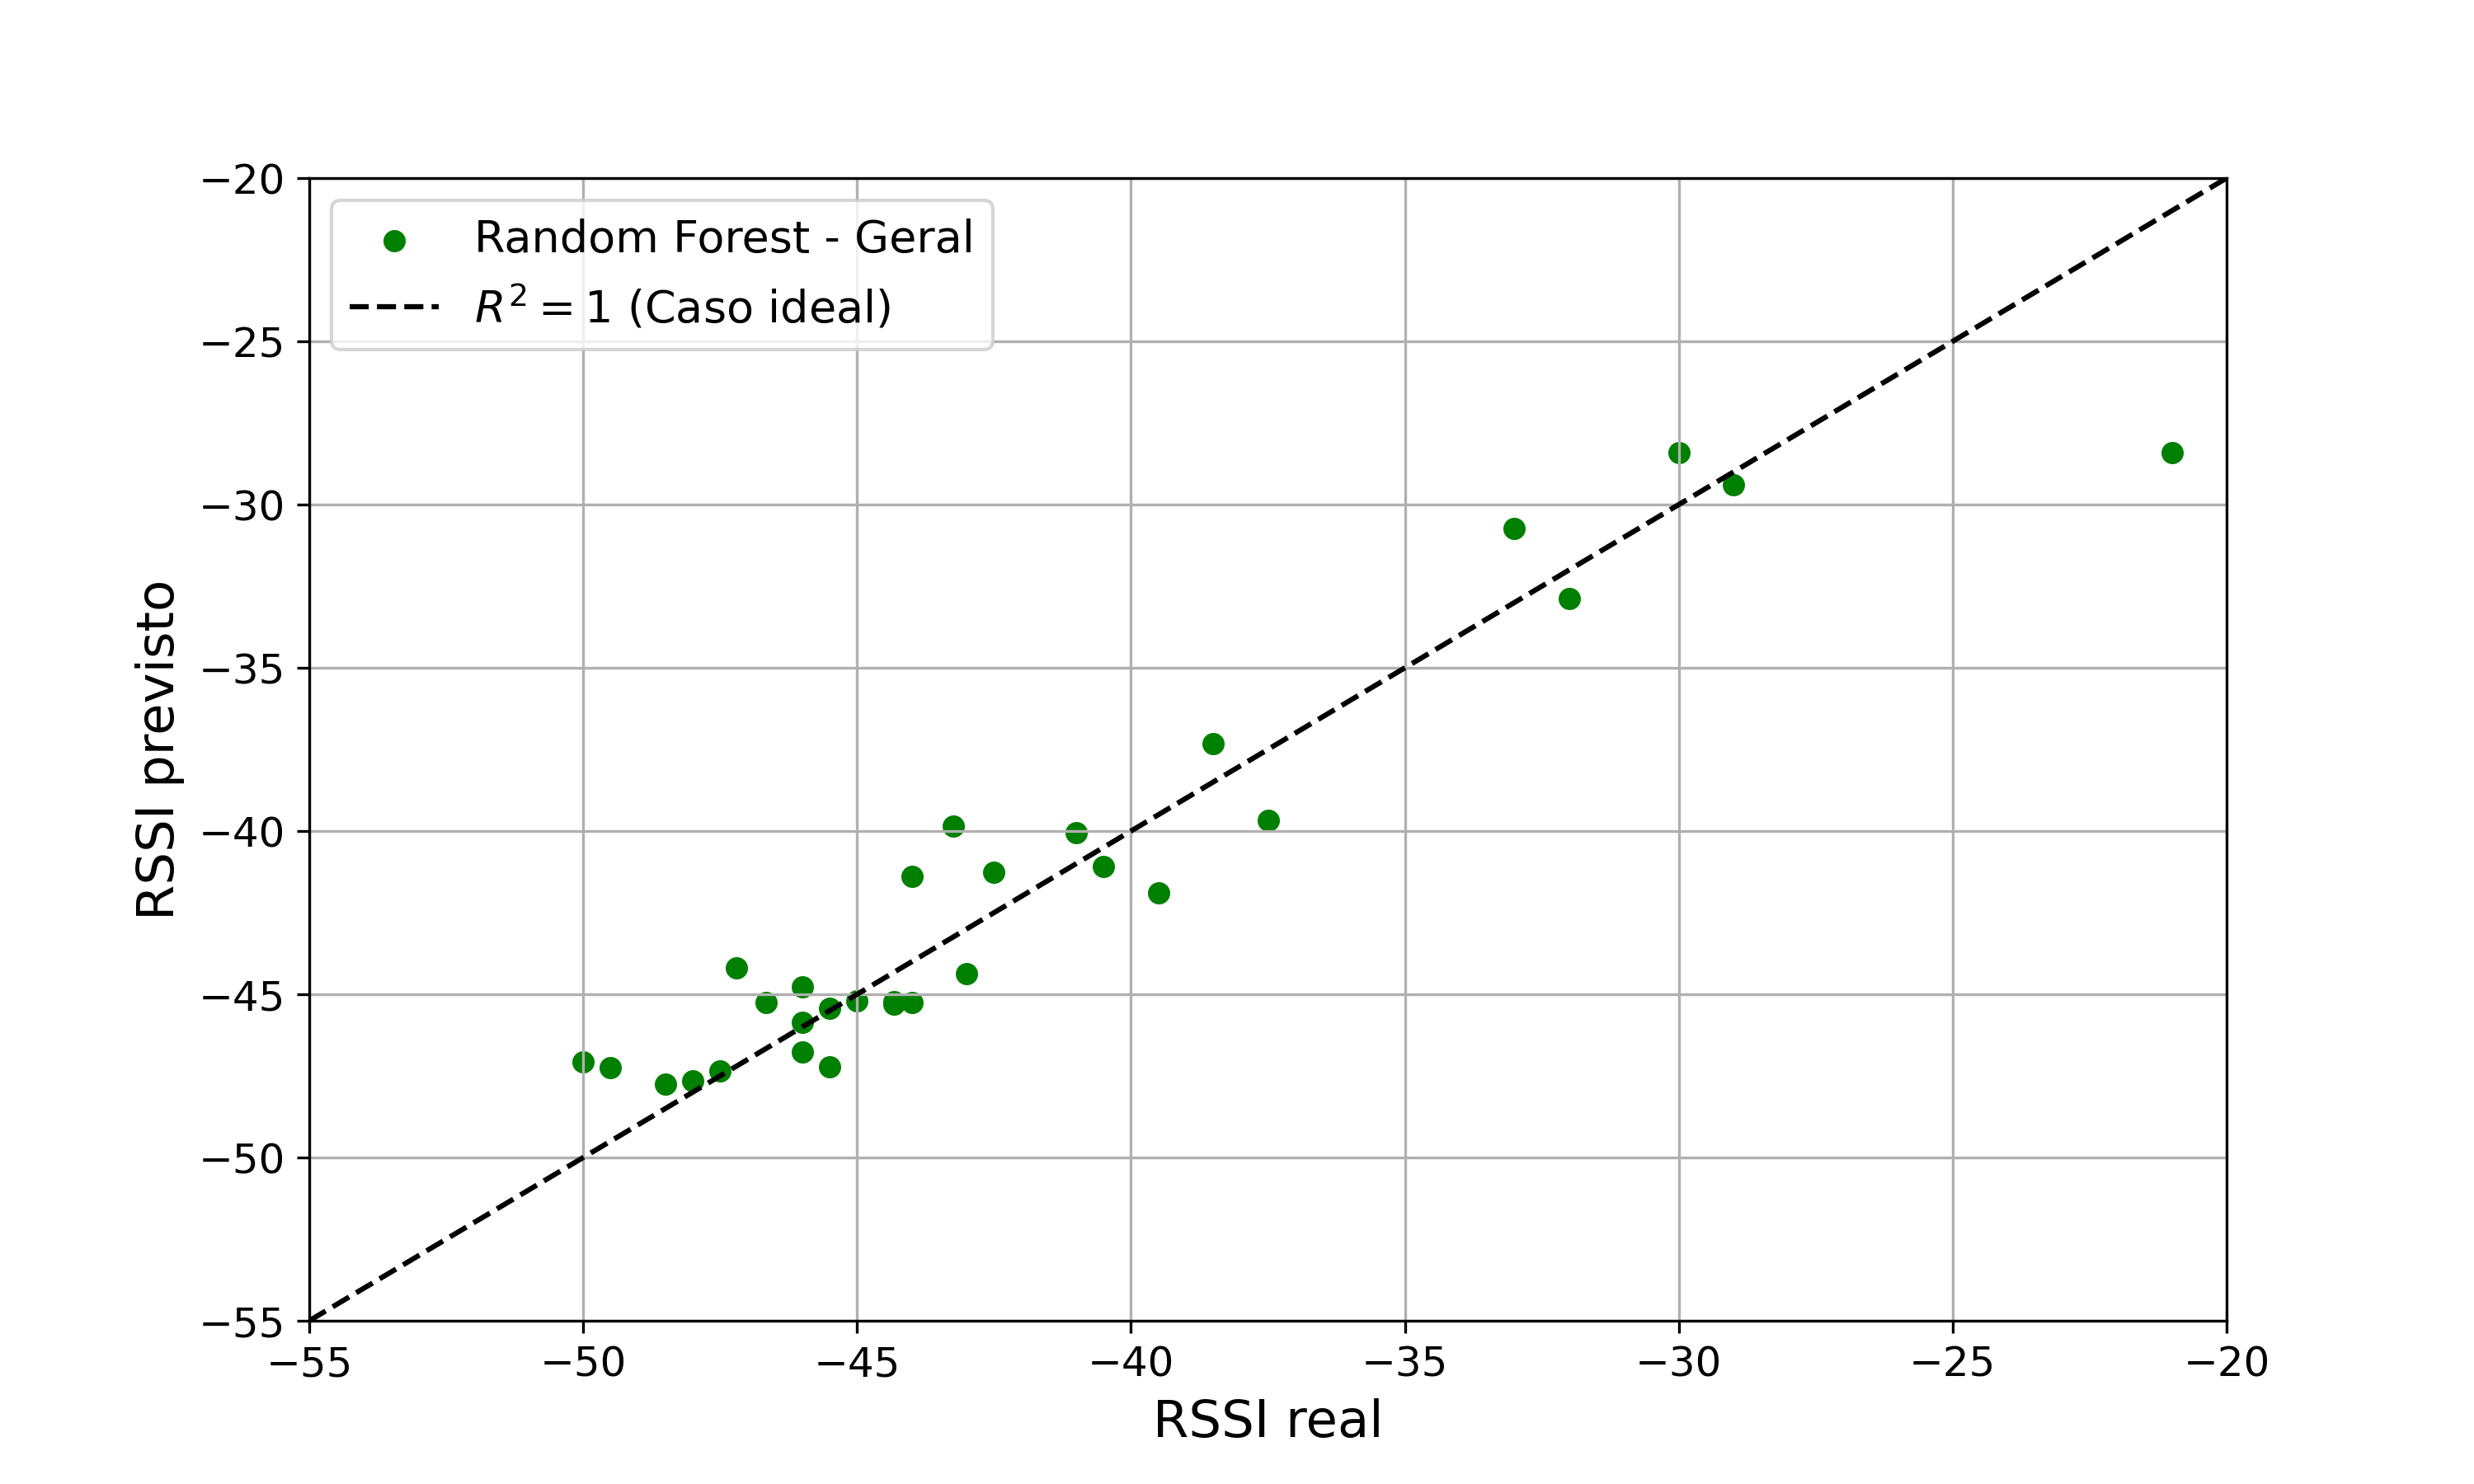 Random Forest - Geral
R² = 1 (Caso ideal)
RSSI previsto
−20
−25
−30
−35
−40
−45
−50
−55
−55 −50 −45 −40 −35 −30 −25 −20
RSSI real